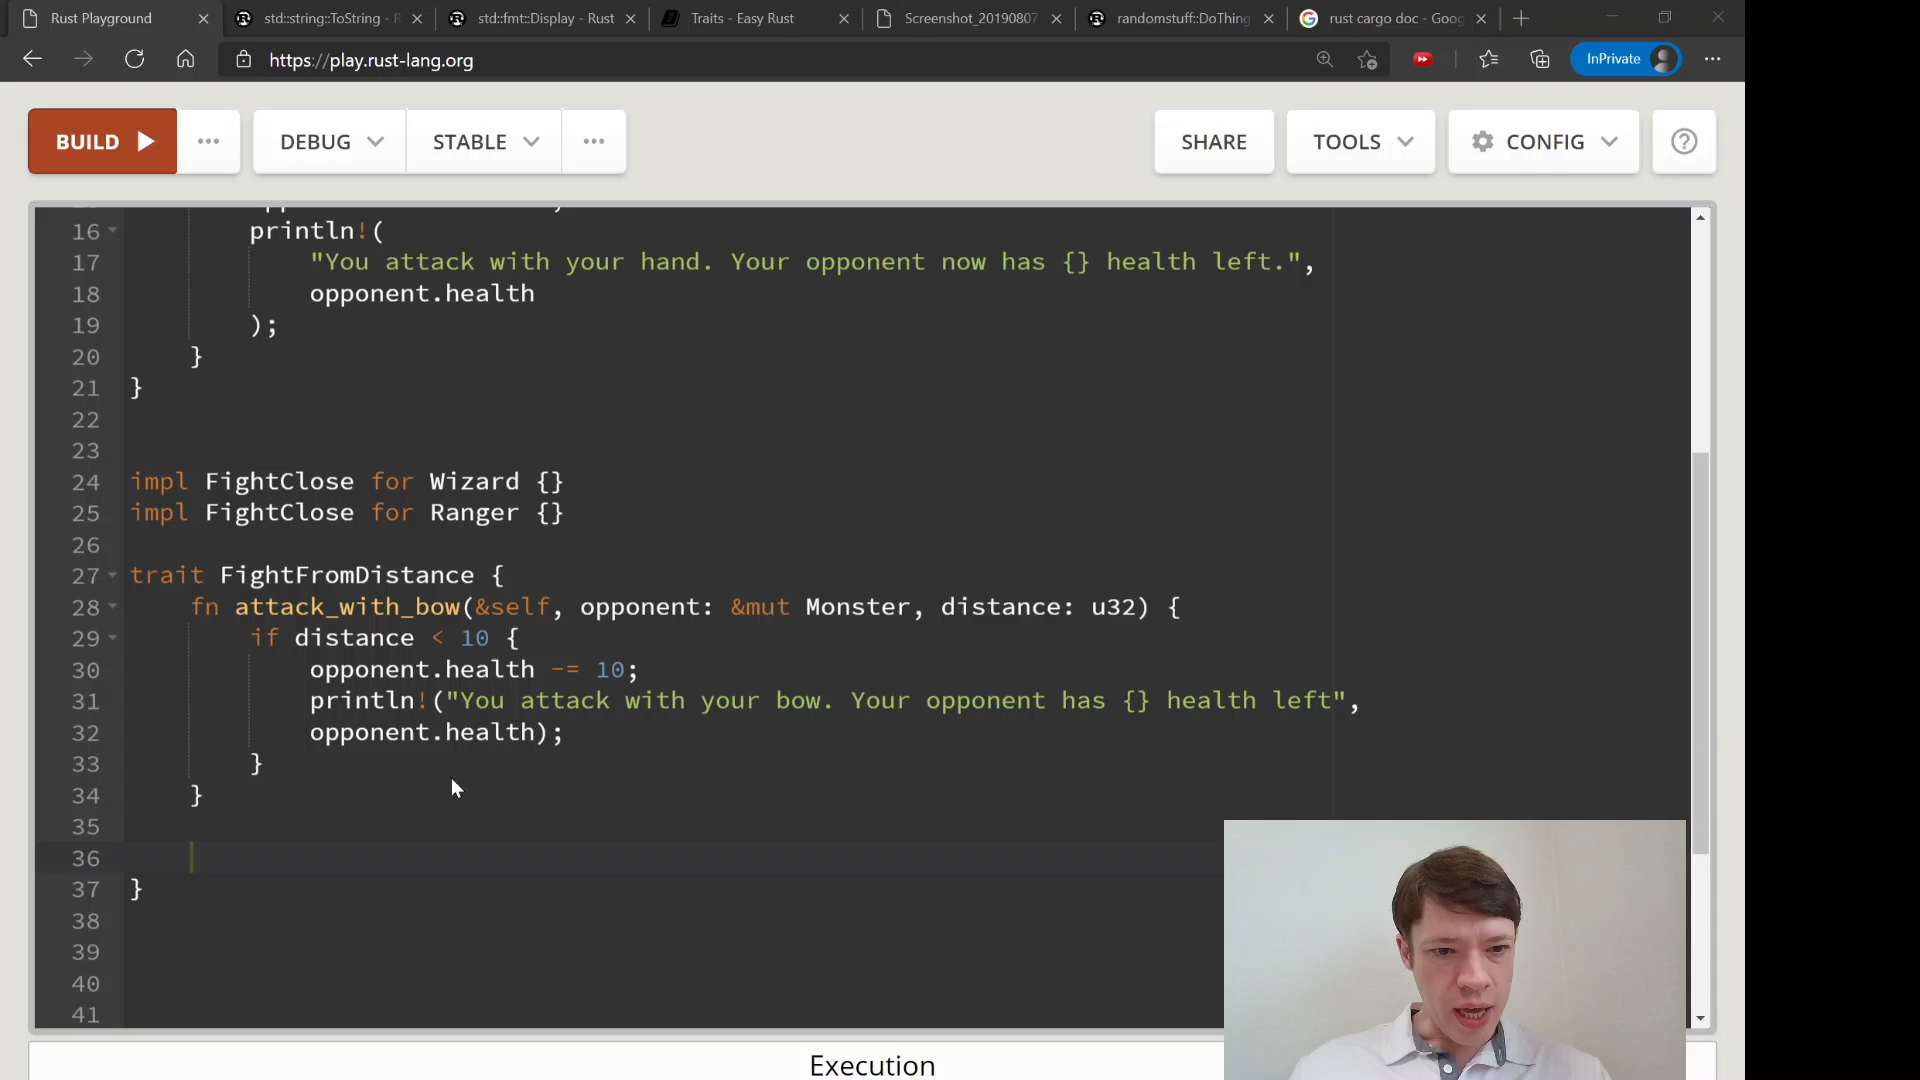 Rust Playground
std::string::ToString - R
std::fmt::Display - Rust
Traits - Easy Rust
Screenshot_20190807
randomstuff::DoThing
rust cargo doc - Goog
https://play.rust-lang.org
InPrivate
BUILD
DEBUG
STABLE
SHARE
TOOLS
CONFIG
16 println!(
17 "You attack with your hand. Your opponent now has {} health left.",
18 opponent.health
19 );
20 }
21 }
22
23
24 impl FightClose for Wizard {}
25 impl FightClose for Ranger {}
26
27 trait FightFromDistance {
28 fn attack_with_bow(&self, opponent: &mut Monster, distance: u32) {
29 if distance < 10 {
30 opponent.health -= 10;
31 println!("You attack with your bow. Your opponent has {} health left",
32 opponent.health);
33 }
34 }
35
36
37 }
38
39
40
41
Execution